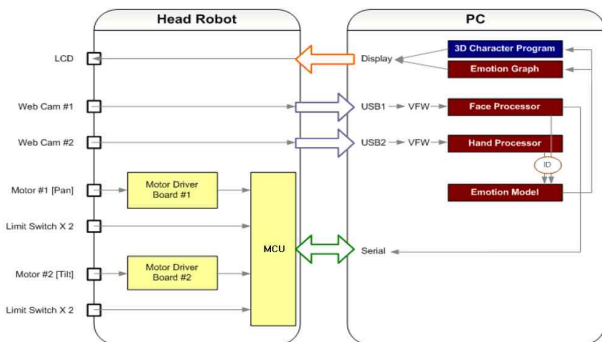 Head Robot
PC
LCD
Display
3D Character Program
Emotion Graph
Web Cam #1
USB1
VFW
Face Processor
Web Cam #2
USB2
VFW
Hand Processor
ID
Motor #1 [Pan]
Motor Driver
Board #1
Emotion Model
Limit Switch X 2
MCU
Serial
Motor #2 [Tilt]
Motor Driver
Board #2
Limit Switch X 2